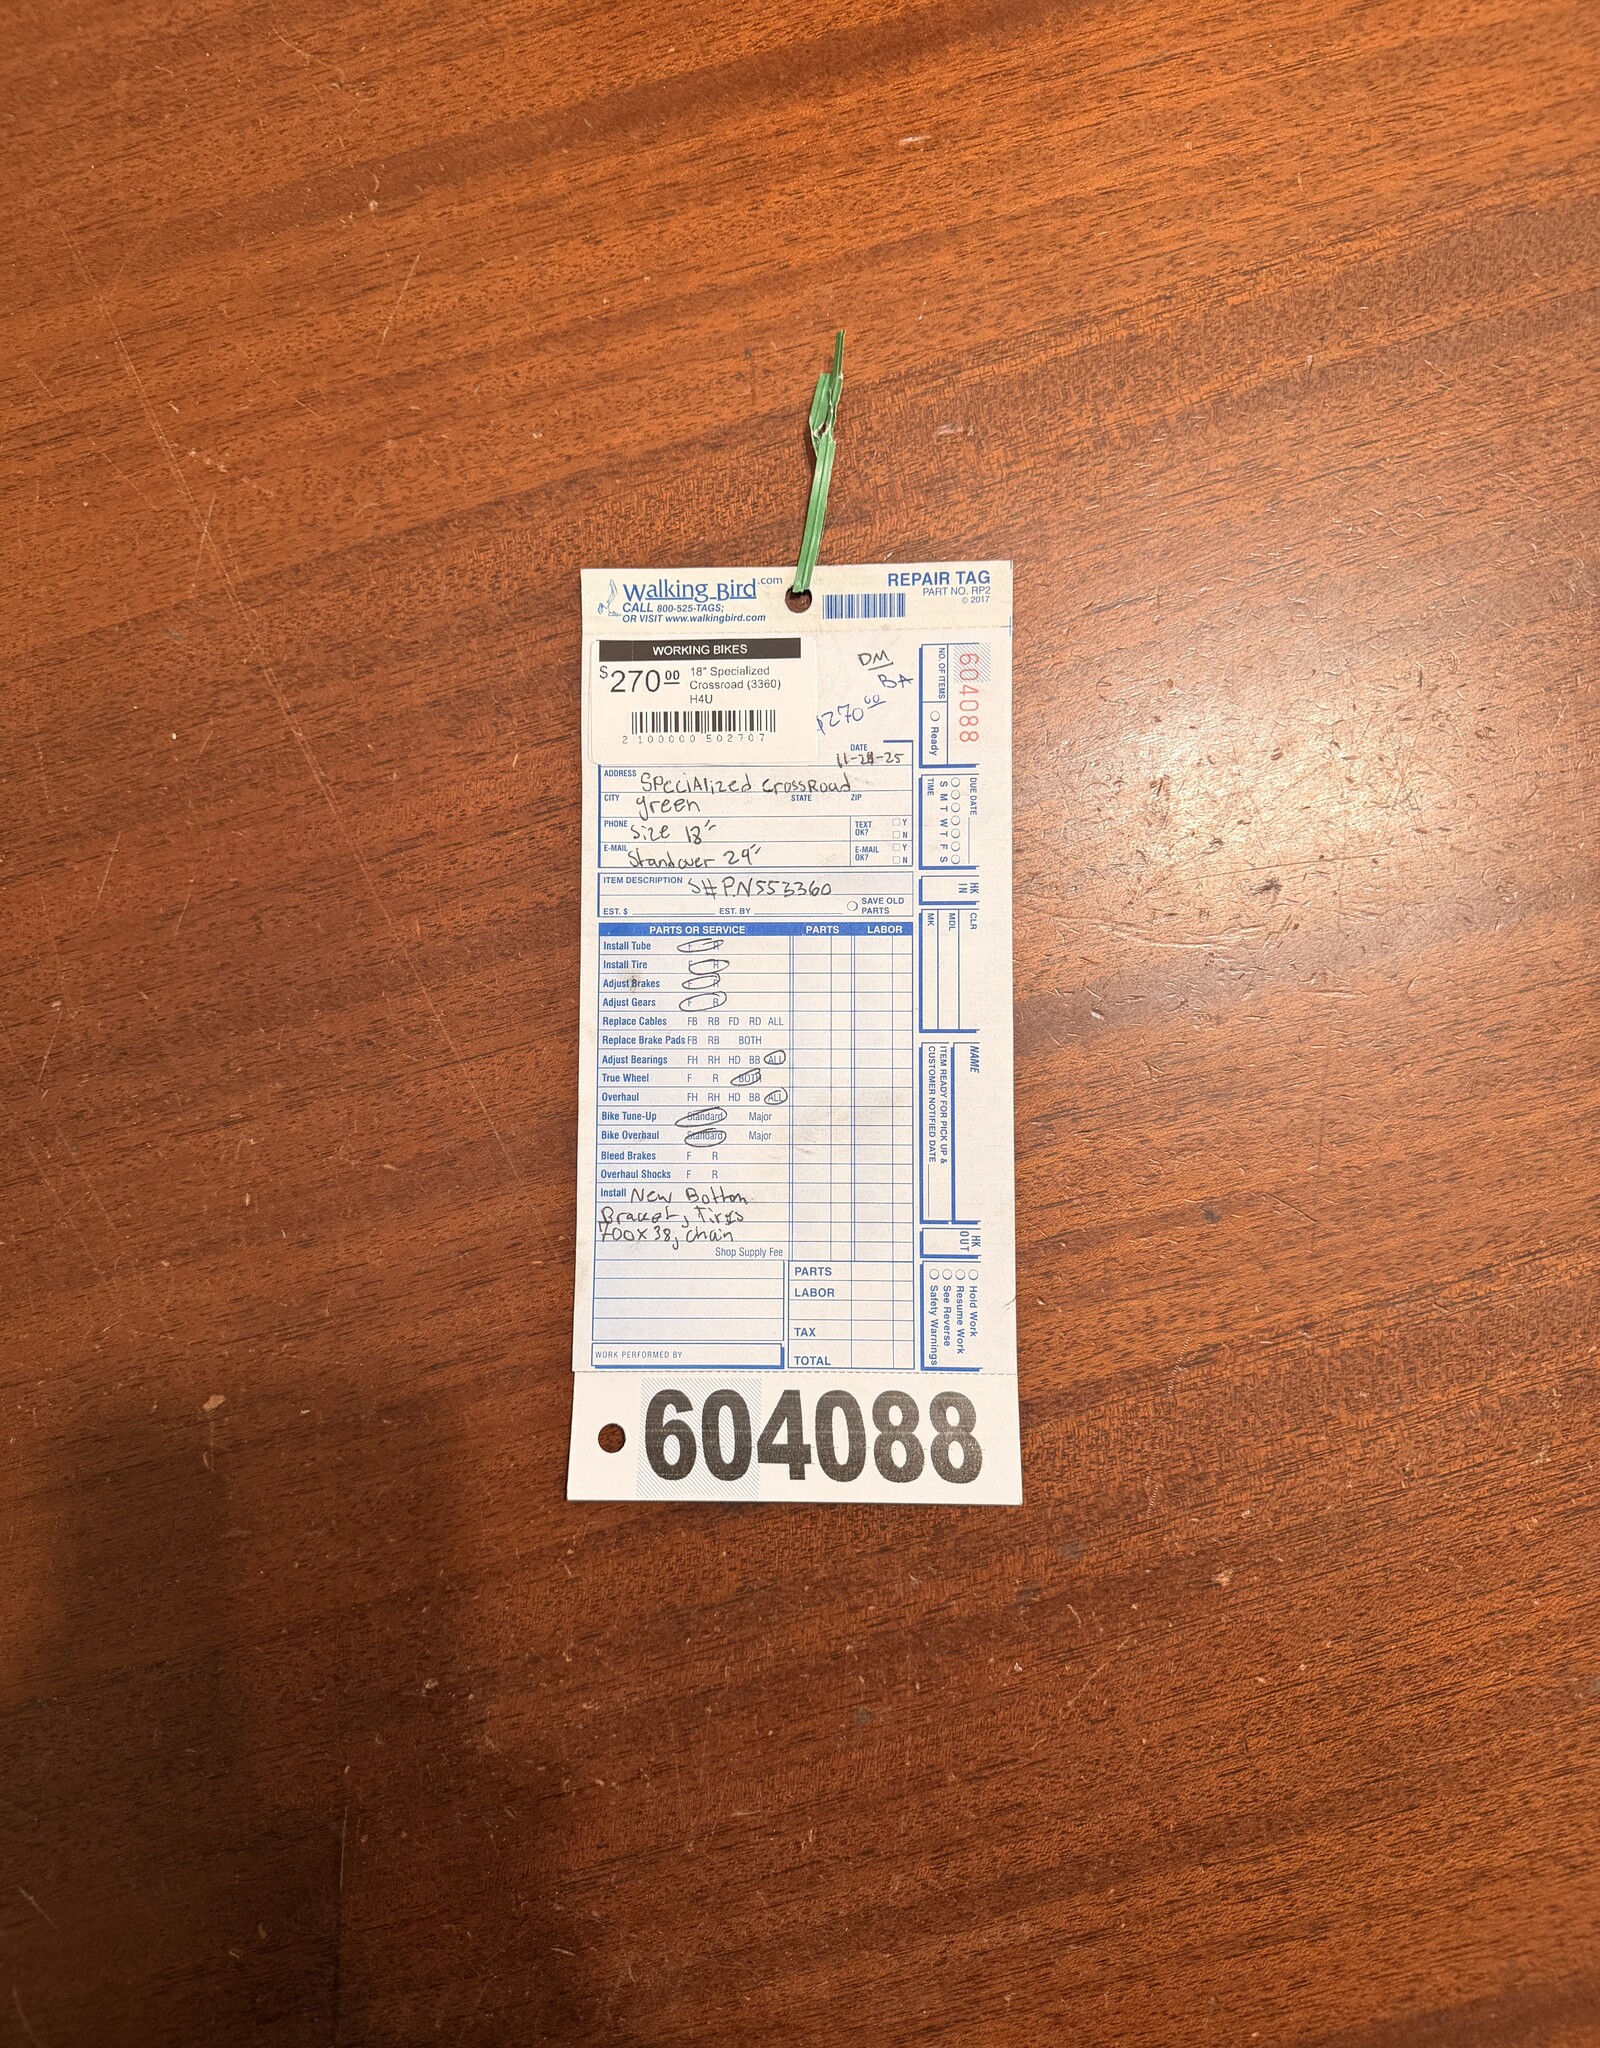 Walking Bird.com
CALL 800-525-TAGS;
OR VISIT www.walkingbird.com
REPAIR TAG
PART NO. RP2
© 2017
WORKING BIKES
$270.00
18" Specialized
Crossroad (3360)
H4U
2 100000 502707
DM
BA
$270.00
DATE
11-24-25
ADDRESS Specialized CrossRoad
CITY green STATE ZIP
PHONE Size 18" TEXT OK? Y N
E-MAIL Standover 29" E-MAIL OK? Y N
ITEM DESCRIPTION S# P.N553360
EST. $ EST. BY SAVE OLD PARTS
PARTS OR SERVICE PARTS LABOR
Install Tube F R
Install Tire F R
Adjust Brakes F R
Adjust Gears F R
Replace Cables FB RB FD RD ALL
Replace Brake Pads FB RB BOTH
Adjust Bearings FH RH HD BB ALL
True Wheel F R BOTH
Overhaul FH RH HD BB ALL
Bike Tune-Up Standard Major
Bike Overhaul Standard Major
Bleed Brakes F R
Overhaul Shocks F R
Install New Bottom
Bracket, Tires
700x38, chain
Shop Supply Fee
PARTS
LABOR
TAX
TOTAL
WORK PERFORMED BY
604088
NO. OF ITEMS
Ready
604088
DUE DATE
S M T W T F S
TIME
HK IN
CLR
MDL
MK
NAME
ITEM READY FOR PICK UP &
CUSTOMER NOTIFIED DATE
HK OUT
Hold Work
Resume Work
See Reverse
Safety Warnings